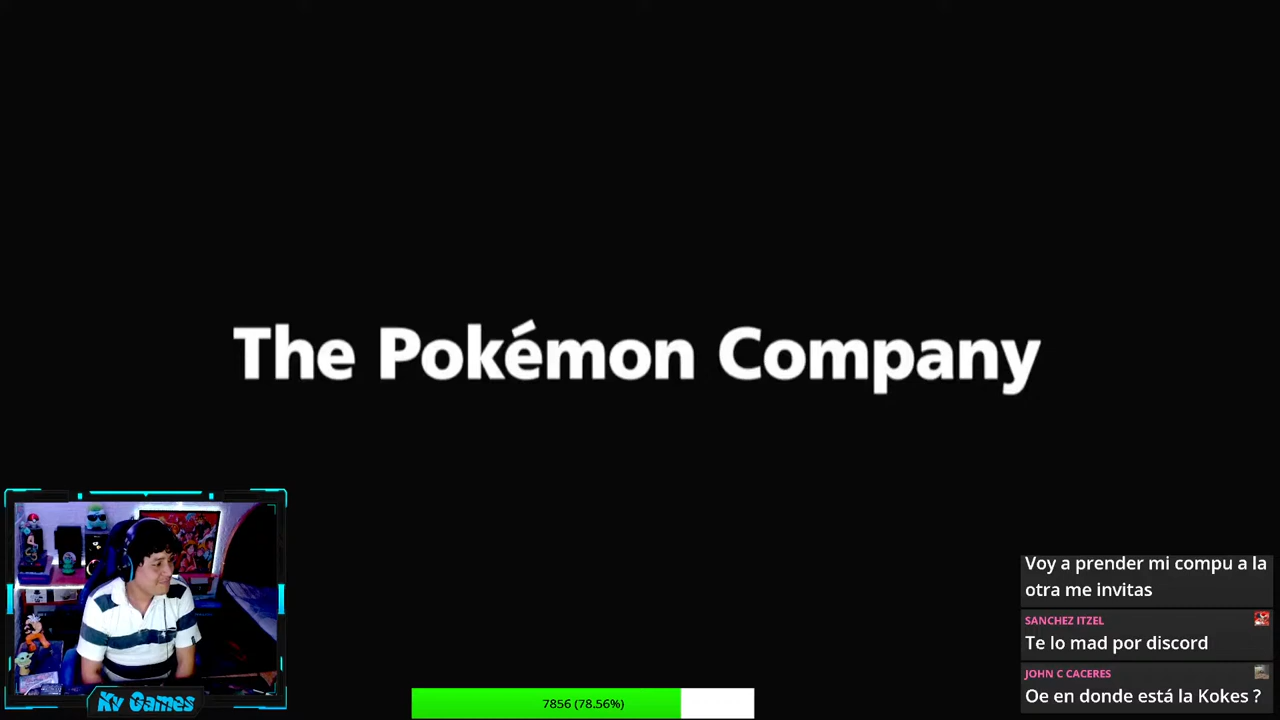 The Pokémon Company
Voy a prender mi compu a la
otra me invitas
SANCHEZ ITZEL
Te lo mad por discord
JOHN C CACERES
Oe en donde está la Kokes ?
Xv Games
7856 (78.56%)